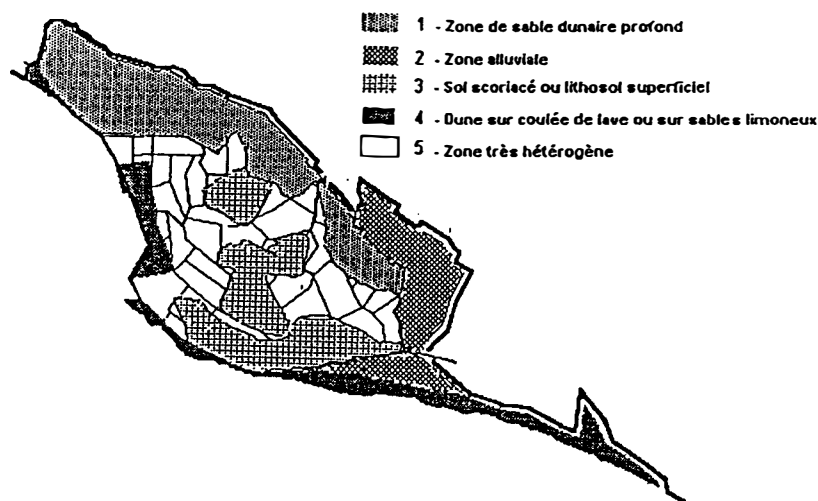 1 - Zone de sable dunaire profond
2 - Zone alluviale
3 - Sol scoriacé ou lithosol superficiel
4 - Dune sur coulée de lave ou sur sables limoneux
5 - Zone très hétérogène